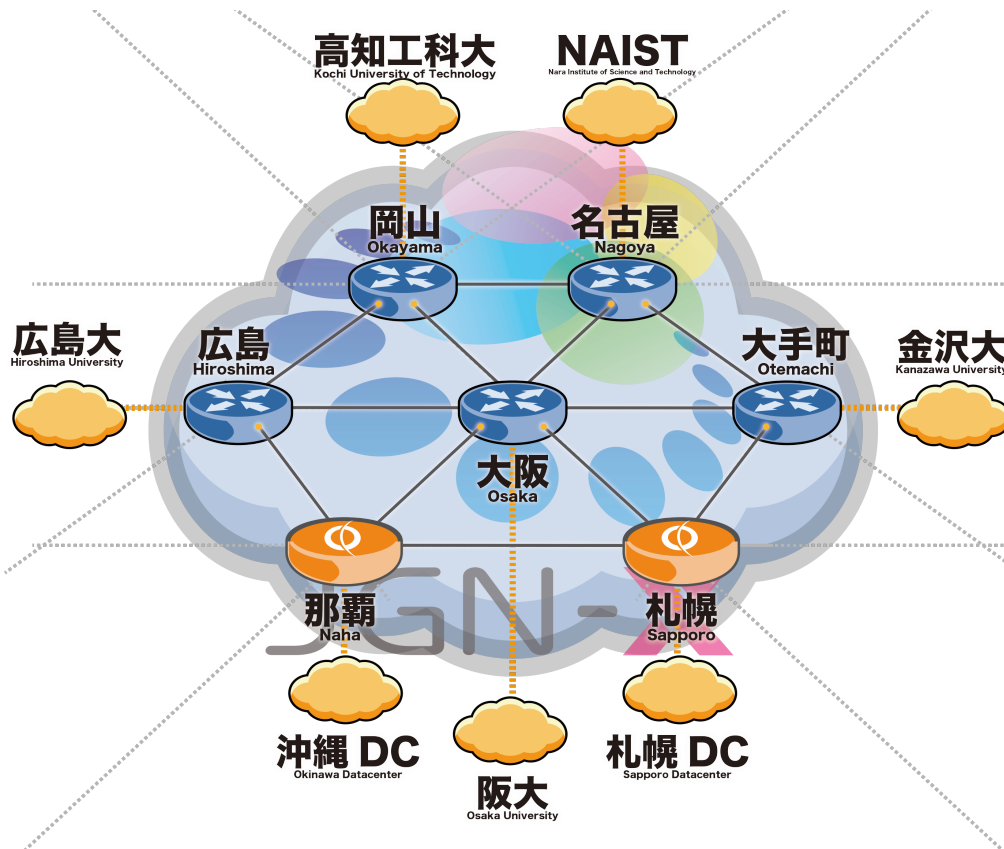 高知工科大
Kochi University of Technology
NAIST
Nara Institute of Science and Technology
岡山
Okayama
名古屋
Nagoya
広島大
Hiroshima University
広島
Hiroshima
大手町
Otemachi
金沢大
Kanazawa University
大阪
Osaka
JGN-X
那覇
Naha
札幌
Sapporo
沖縄 DC
Okinawa Datacenter
阪大
Osaka University
札幌 DC
Sapporo Datacenter